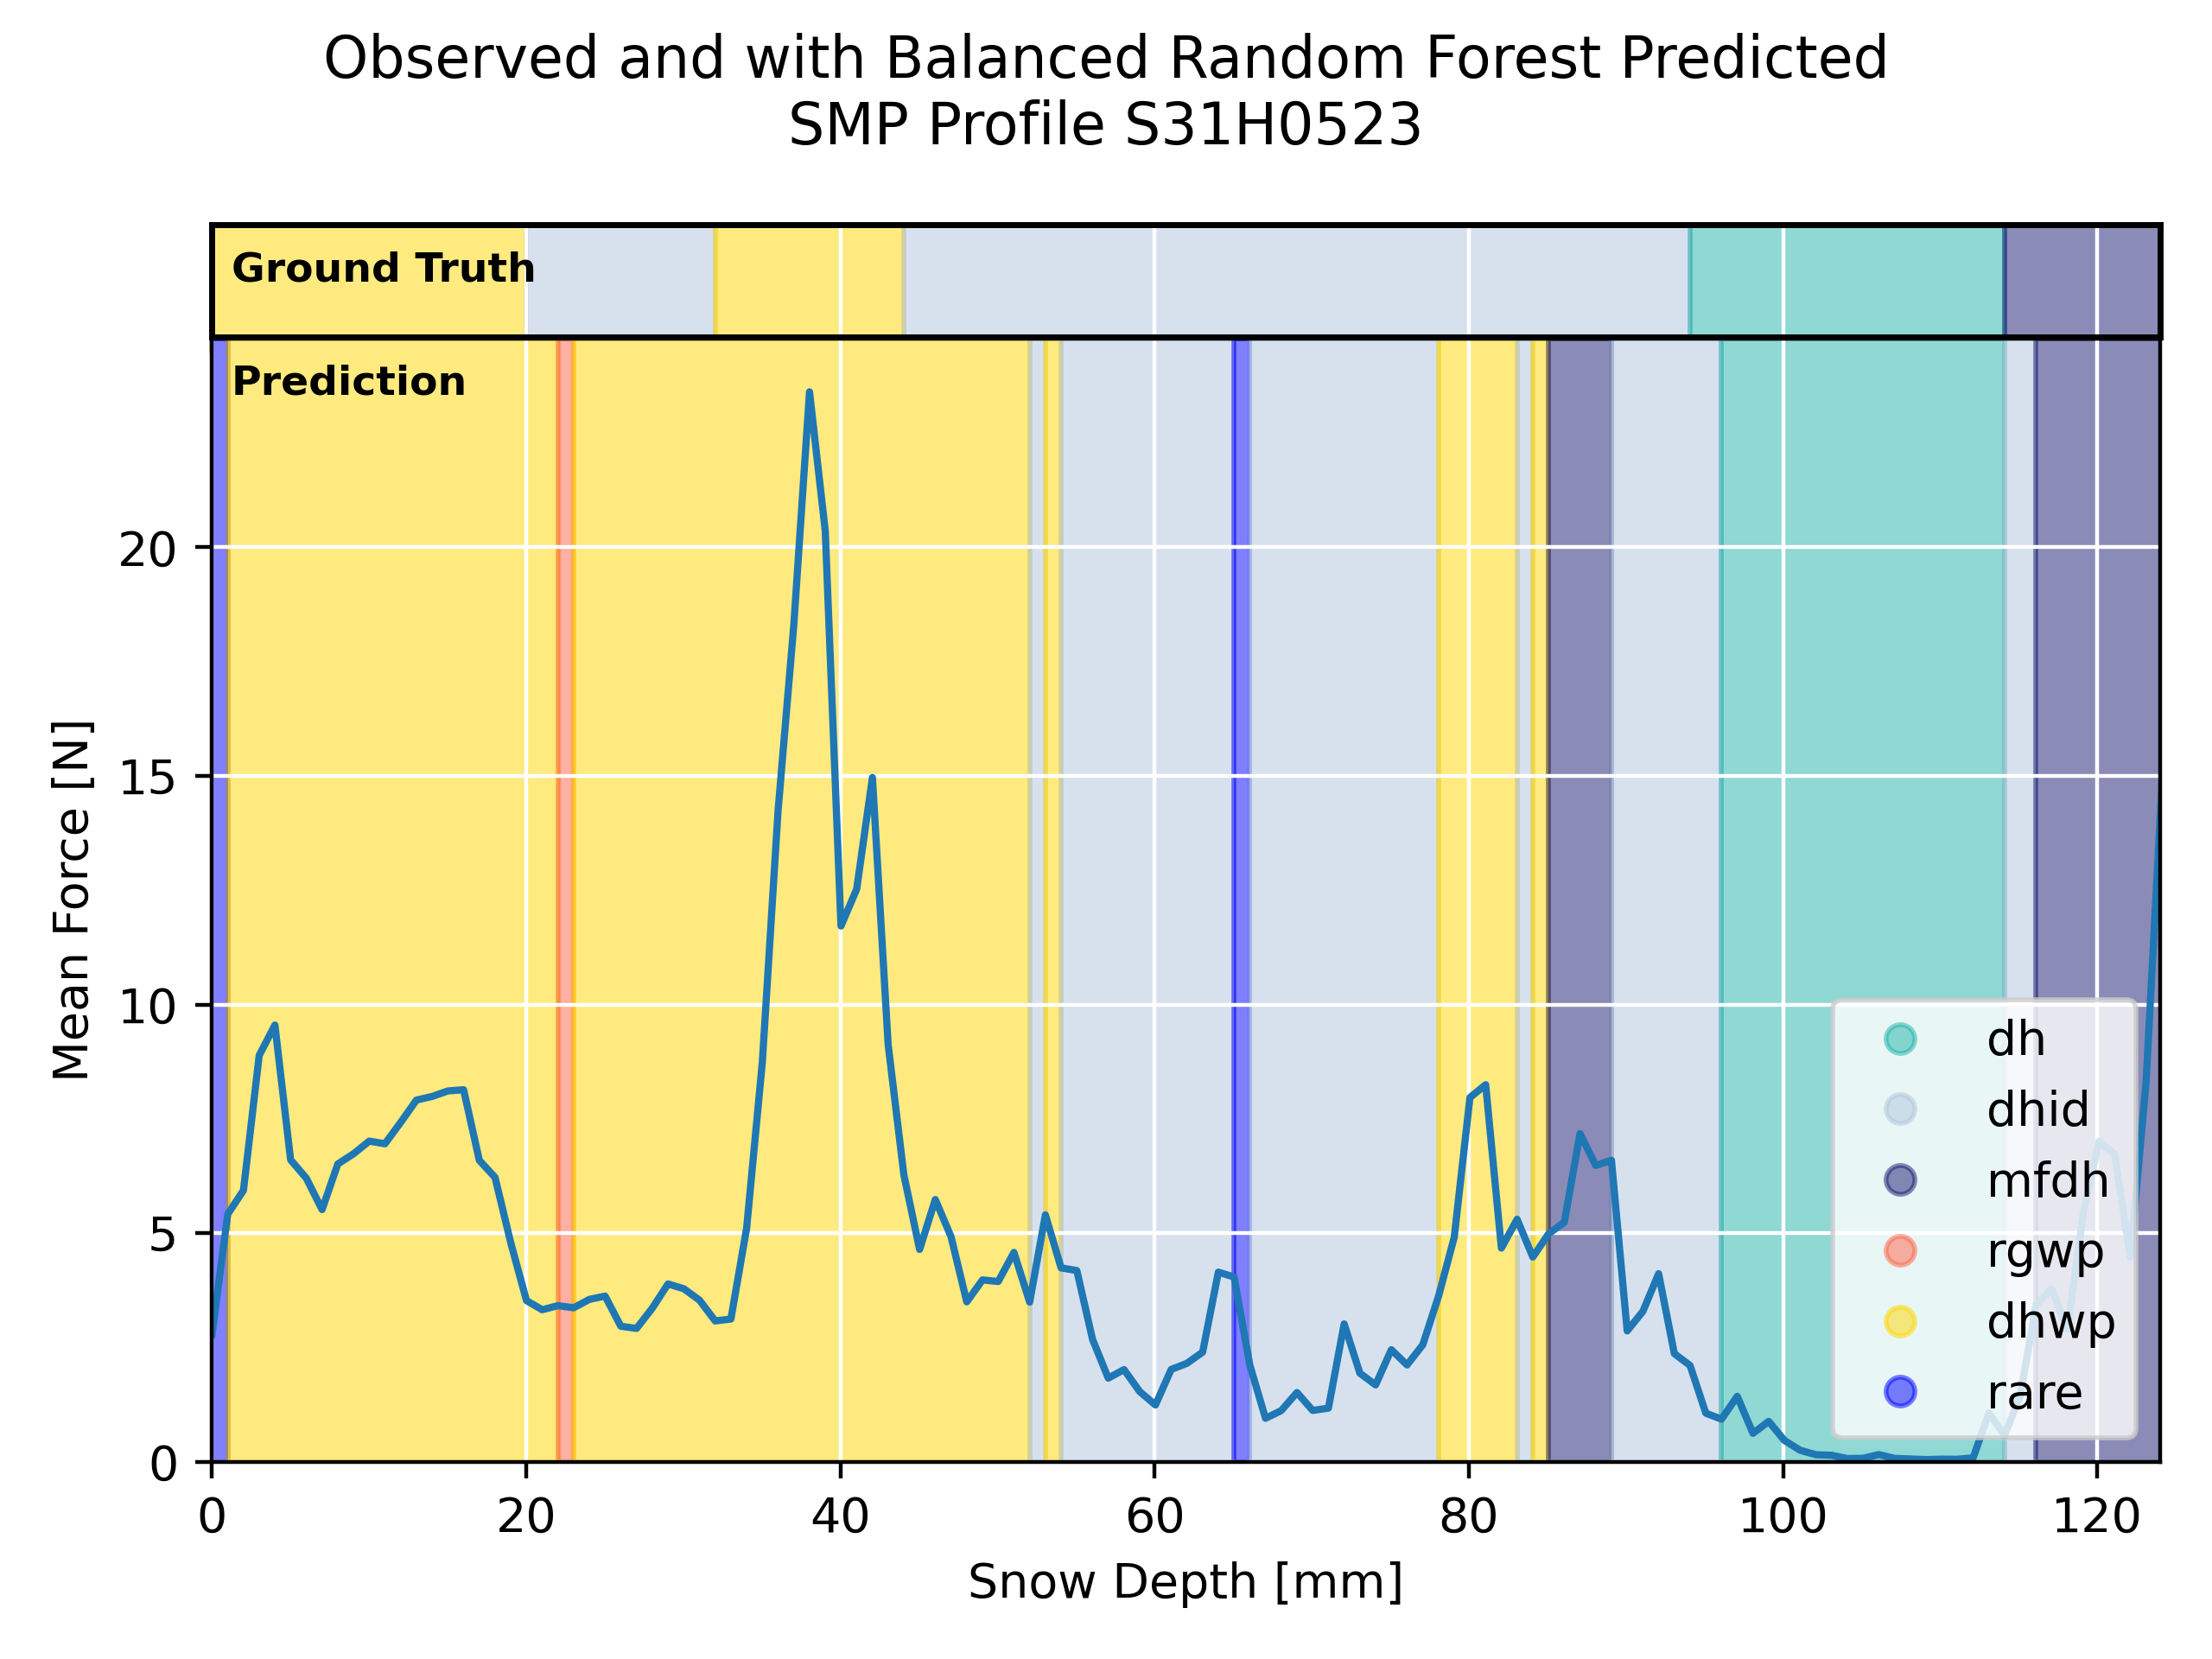 Observed and with Balanced Random Forest Predicted
SMP Profile S31H0523
Ground Truth
Prediction
20
15
10
5
0
Mean Force [N]
dh
dhid
mfdh
rgwp
dhwp
rare
0 20 40 60 80 100 120
Snow Depth [mm]